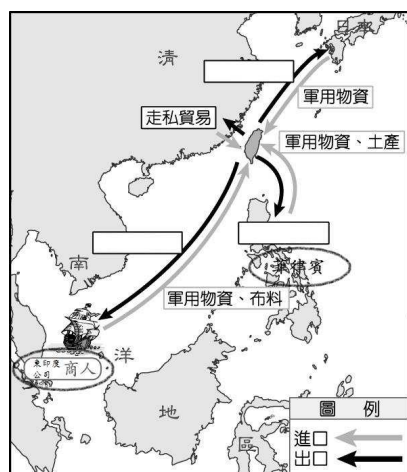 日本
清
軍用物資
走私貿易
軍用物資、土產
菲律賓
南
軍用物資、布料
洋
東印度
公司
商人
地
區
圖例
進口
出口